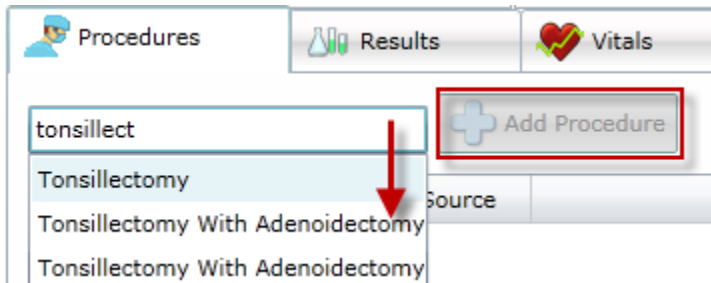 Procedures
Results
Vitals
tonsillect
Add Procedure
Tonsillectomy
Source
Tonsillectomy With Adenoidectomy
Tonsillectomy With Adenoidectomy